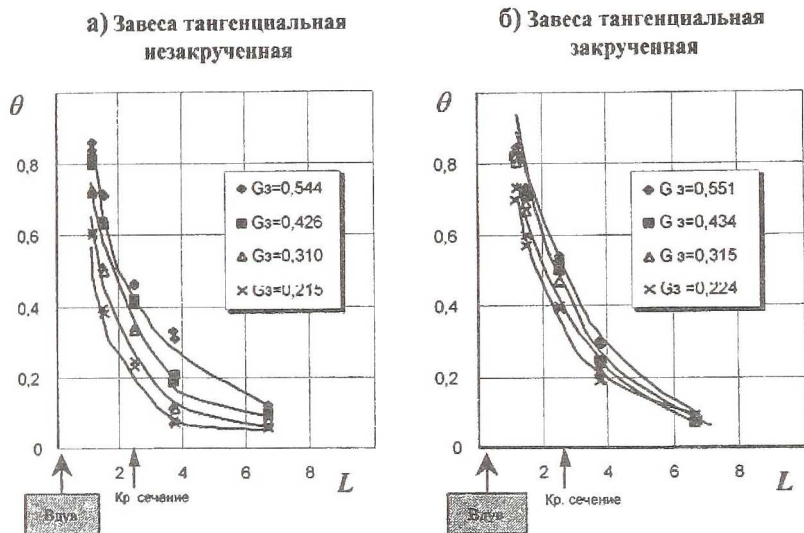 а) Завеса тангенциальная
незакрученная
θ
0,8
0,6
0,4
0,2
0
2
4
6
8
L
Gз=0,544
Gз=0,426
Gз=0,310
Gз=0,215
Вдув
Кр. сечение
б) Завеса тангенциальная
закрученная
θ
0,8
0,6
0,4
0,2
0
2
4
6
8
L
G з=0,551
G з=0,434
G з=0,315
Gз=0,224
Вдув
Кр. сечение